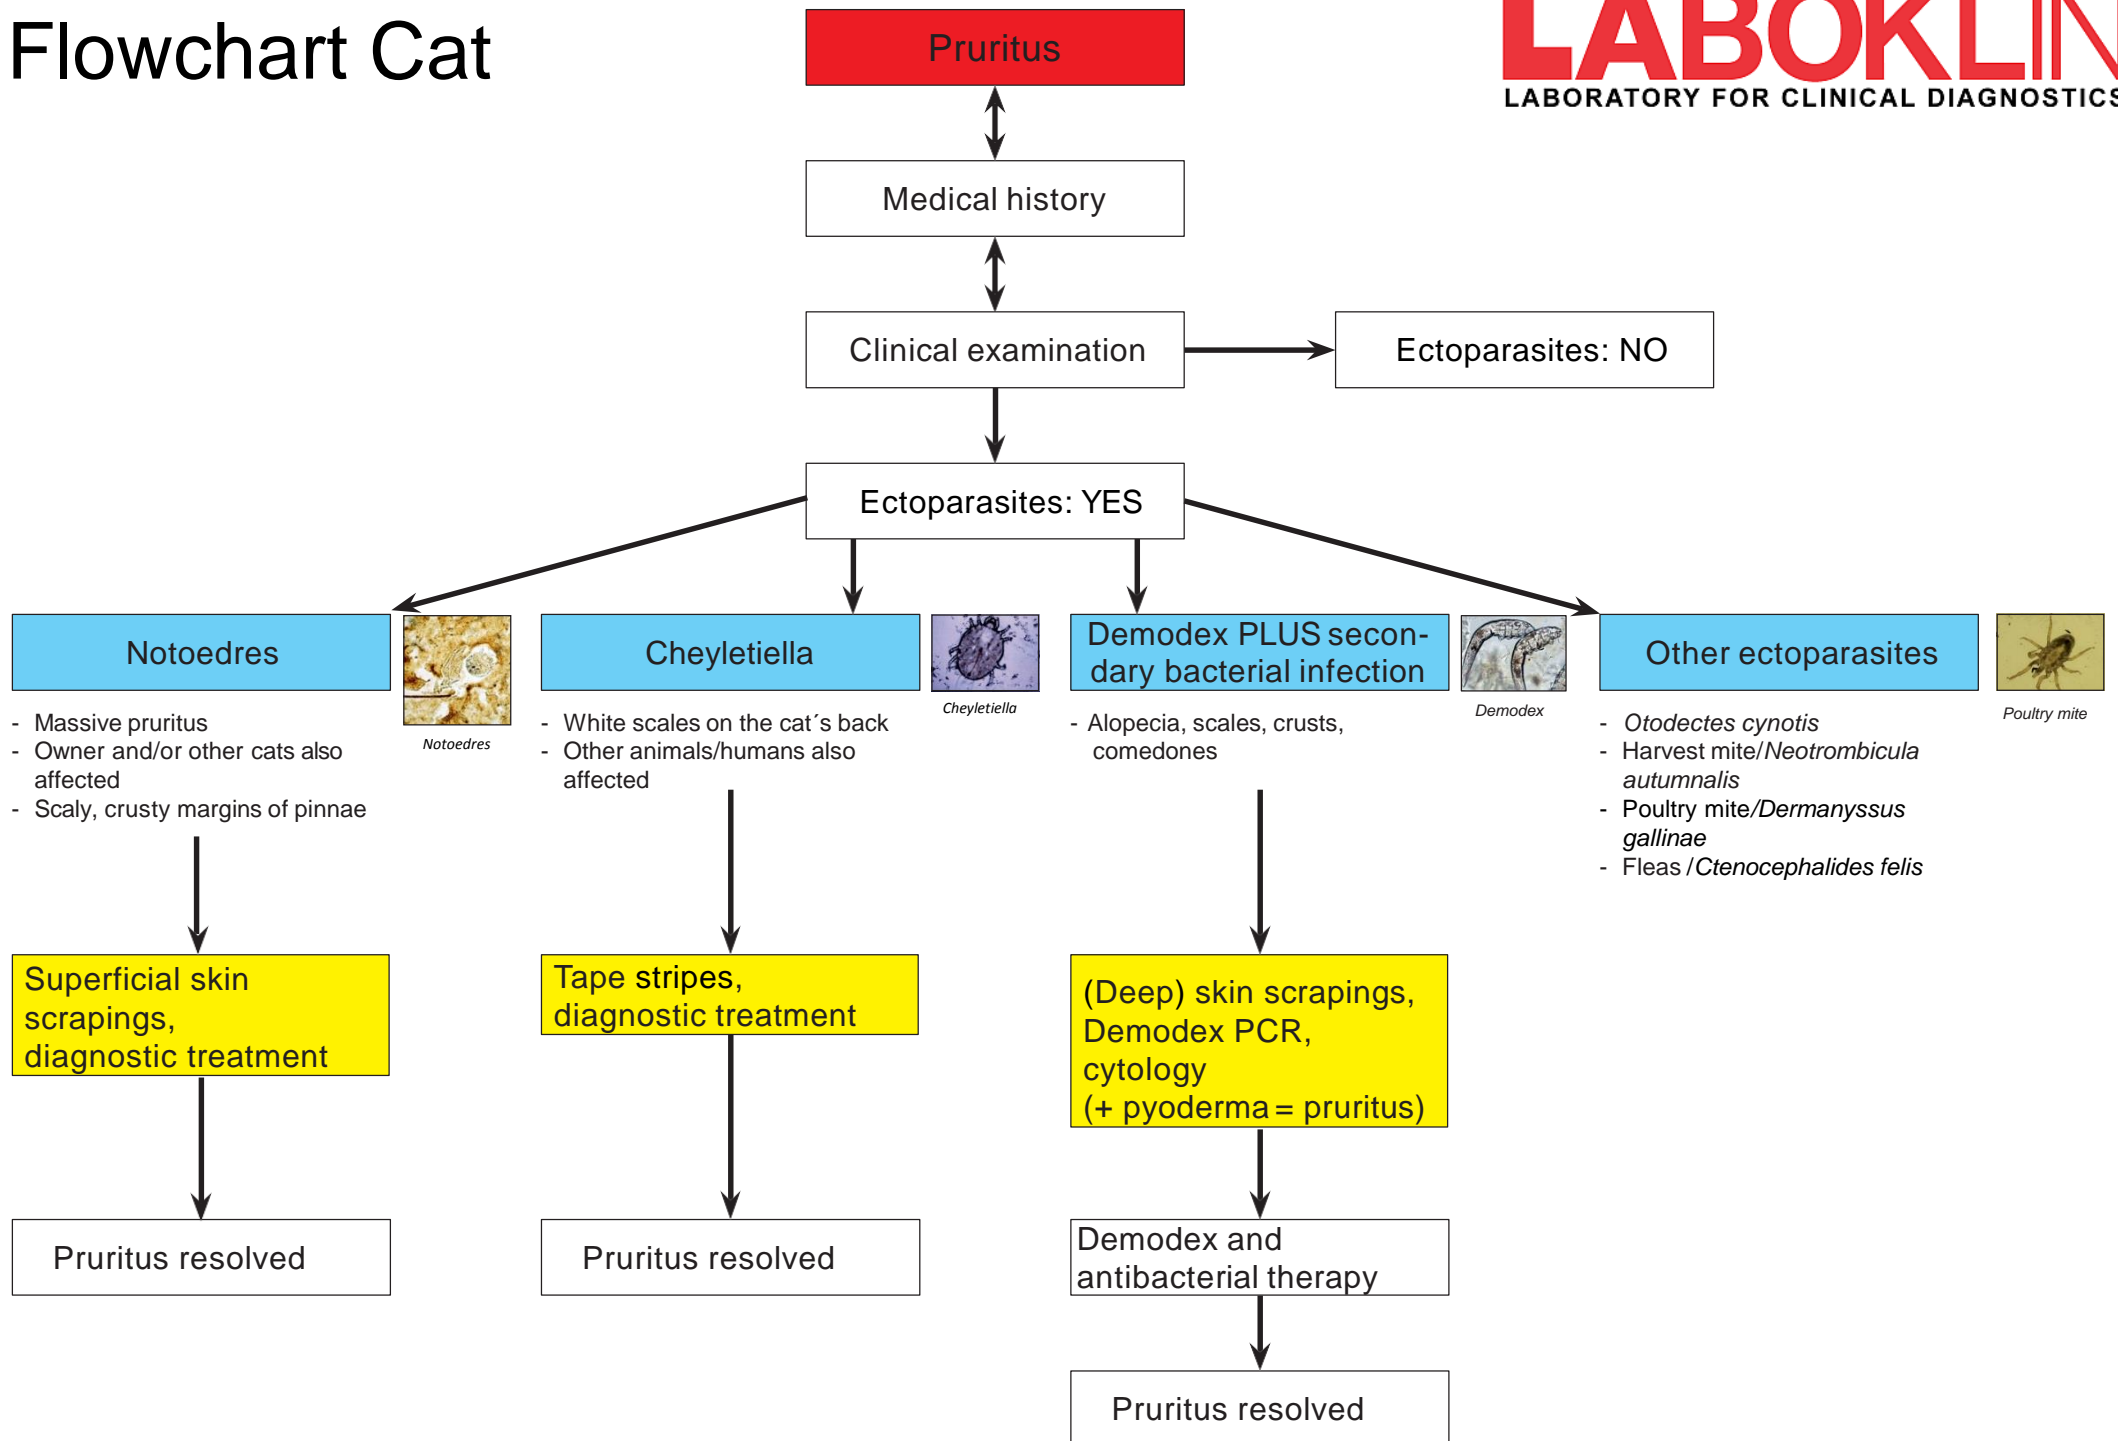 Flowchart Cat
Pruritus
LABOKLIN
LABORATORY FOR CLINICAL DIAGNOSTICS
Medical history
Clinical examination
Ectoparasites: NO
Ectoparasites: YES
Notoedres
Notoedres
- Massive pruritus
- Owner and/or other cats also
affected
- Scaly, crusty margins of pinnae
Superficial skin
scrapings,
diagnostic treatment
Pruritus resolved
Cheyletiella
Cheyletiella
- White scales on the cat´s back
- Other animals/humans also
affected
Tape stripes,
diagnostic treatment
Pruritus resolved
Demodex PLUS secon-
dary bacterial infection
Demodex
- Alopecia, scales, crusts,
comedones
(Deep) skin scrapings,
Demodex PCR,
cytology
(+ pyoderma = pruritus)
Demodex and
antibacterial therapy
Pruritus resolved
Other ectoparasites
Poultry mite
- Otodectes cynotis
- Harvest mite/Neotrombicula
autumnalis
- Poultry mite/Dermanyssus
gallinae
- Fleas /Ctenocephalides felis